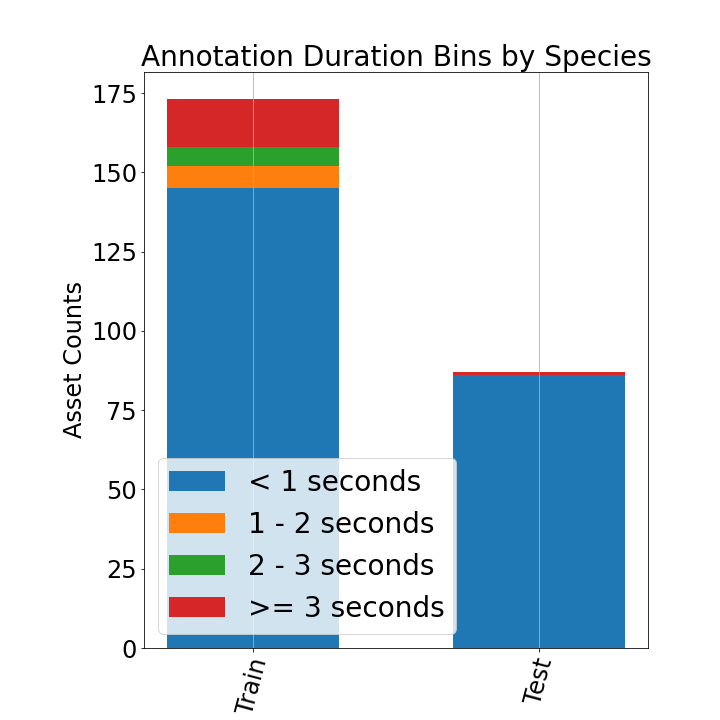 Annotation Duration Bins by Species
175
150
125
100
75
50
25
0
Asset Counts
< 1 seconds
1 - 2 seconds
2 - 3 seconds
>= 3 seconds
Train
Test